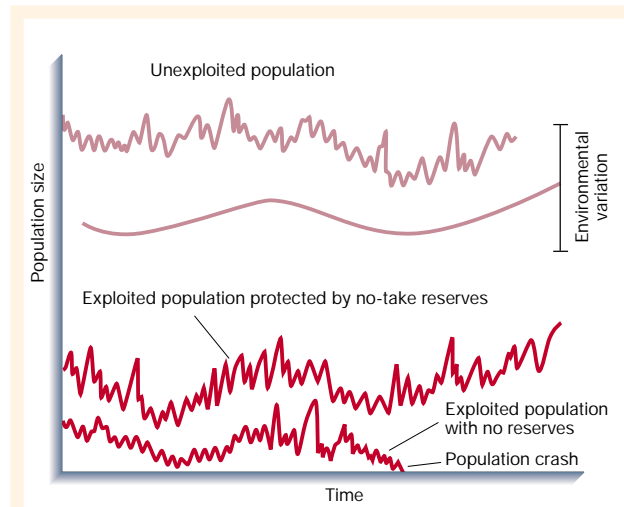 Unexploited population
Population size
Environmental
variation
Exploited population protected by no-take reserves
Exploited population
with no reserves
Population crash
Time